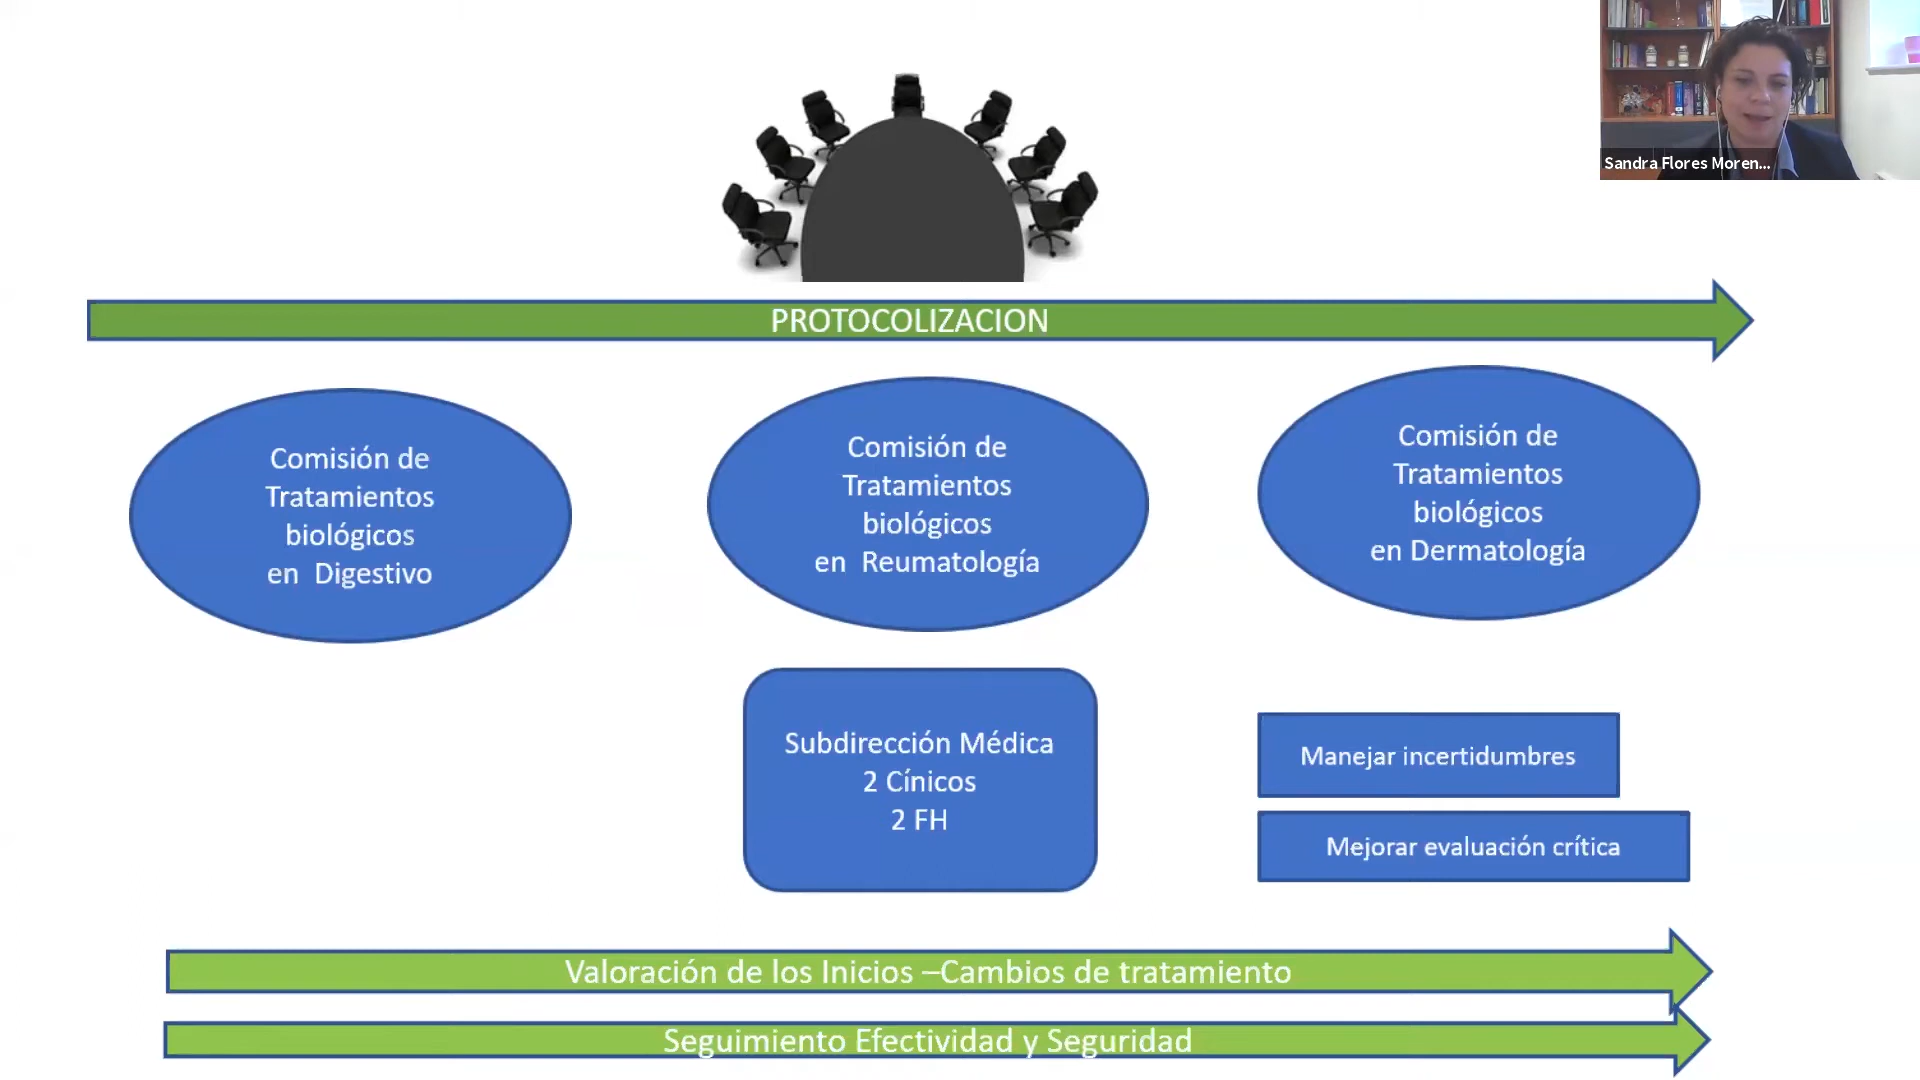 Sandra Flores Moren...
PROTOCOLIZACION
Comisión de
Tratamientos
biológicos
en  Digestivo
Comisión de
Tratamientos
biológicos
en  Reumatología
Comisión de
Tratamientos
biológicos
en Dermatología
Subdirección Médica
2 Cínicos
2 FH
Manejar incertidumbres
Mejorar evaluación crítica
Valoración de los Inicios –Cambios de tratamiento
Seguimiento Efectividad y Seguridad